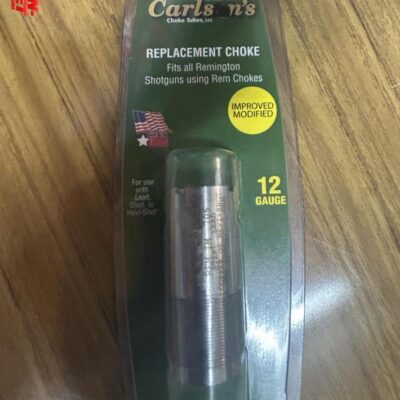 Carlson's
Choke Tubes, LLC
REPLACEMENT CHOKE
Fits all Remington
Shotguns using Rem Chokes
IMPROVED
MODIFIED
For use
with
Lead,
Steel, or
Hevi-Shot
12
GAUGE